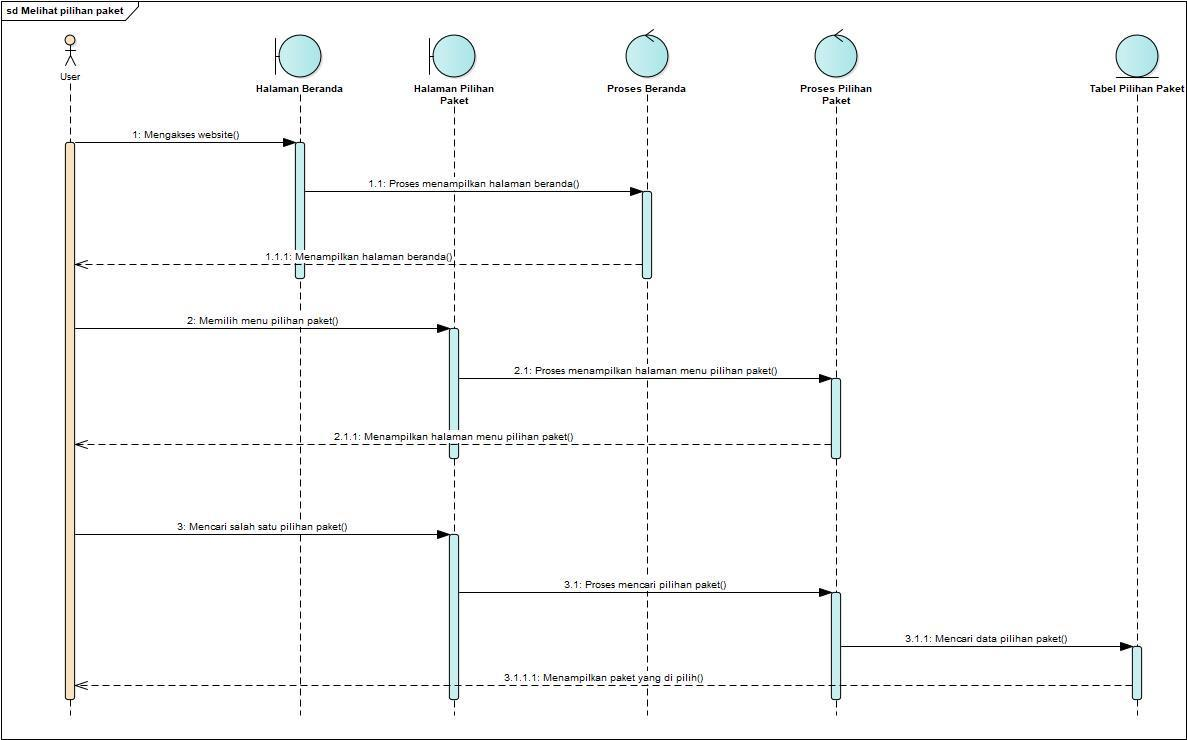 sd Melihat pilihan paket
User
Halaman Beranda
Halaman Pilihan
Paket
Proses Beranda
Proses Pilihan
Paket
Tabel Pilihan Paket
1: Mengakses website()
1.1: Proses menampilkan halaman beranda()
1.1.1: Menampilkan halaman beranda()
2: Memilih menu pilihan paket()
2.1: Proses menampilkan halaman menu pilihan paket()
2.1.1: Menampilkan halaman menu pilihan paket()
3: Mencari salah satu pilihan paket()
3.1: Proses mencari pilihan paket()
3.1.1: Mencari data pilihan paket()
3.1.1.1: Menampilkan paket yang di pilih()